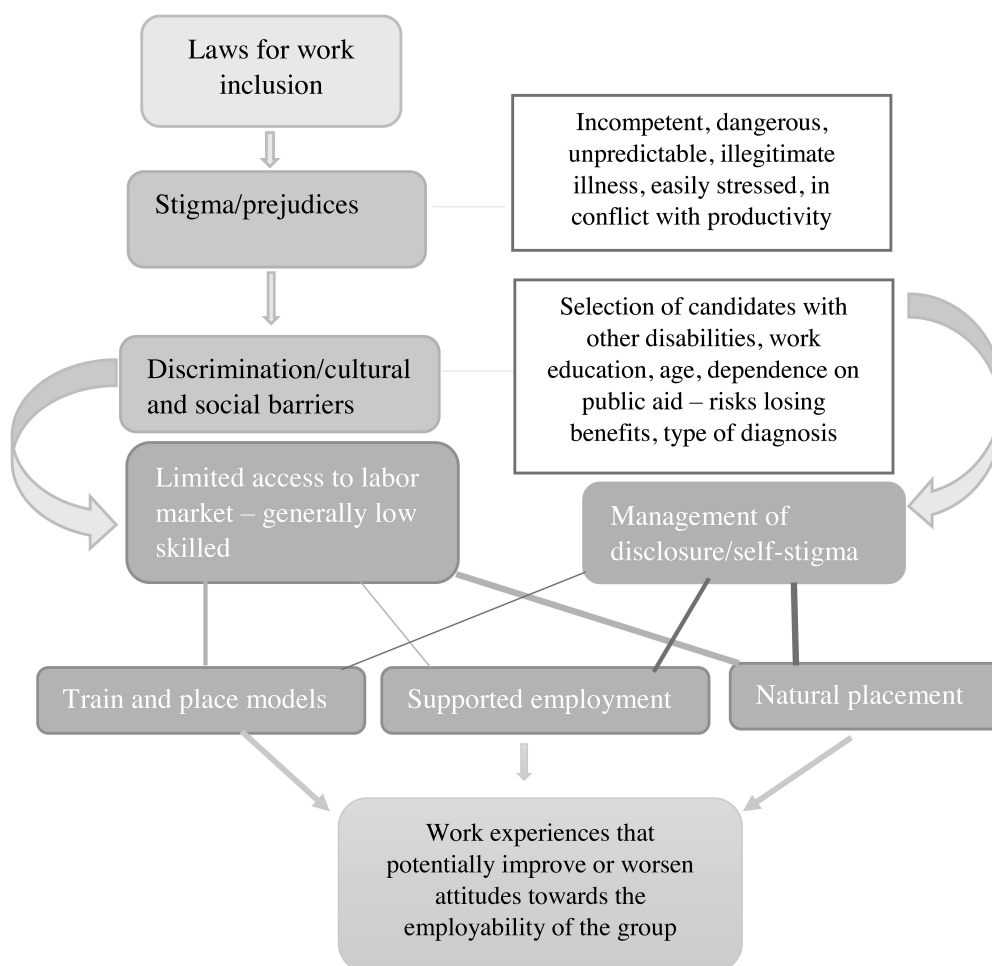 Laws for work
inclusion
Incompetent, dangerous,
unpredictable, illegitimate
illness, easily stressed, in
conflict with productivity
Stigma/prejudices
Selection of candidates with
other disabilities, work
education, age, dependence on
public aid – risks losing
benefits, type of diagnosis
Discrimination/cultural
and social barriers
Limited access to labor
market – generally low
skilled
Management of
disclosure/self-stigma
Train and place models
Supported employment
Natural placement
Work experiences that
potentially improve or worsen
attitudes towards the
employability of the group